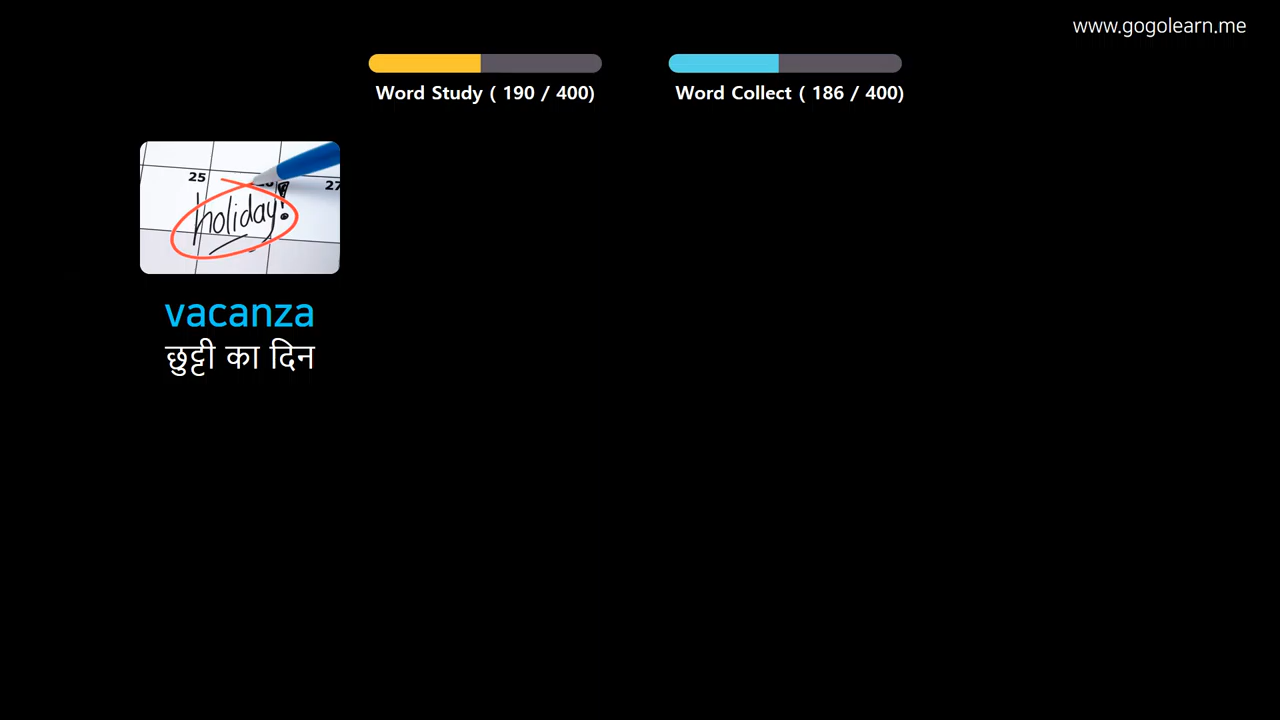 www.gogolearn.me
Word Study ( 190 / 400)
Word Collect ( 186 / 400)
25
27
holiday!
vacanza
छुट्टी का दिन